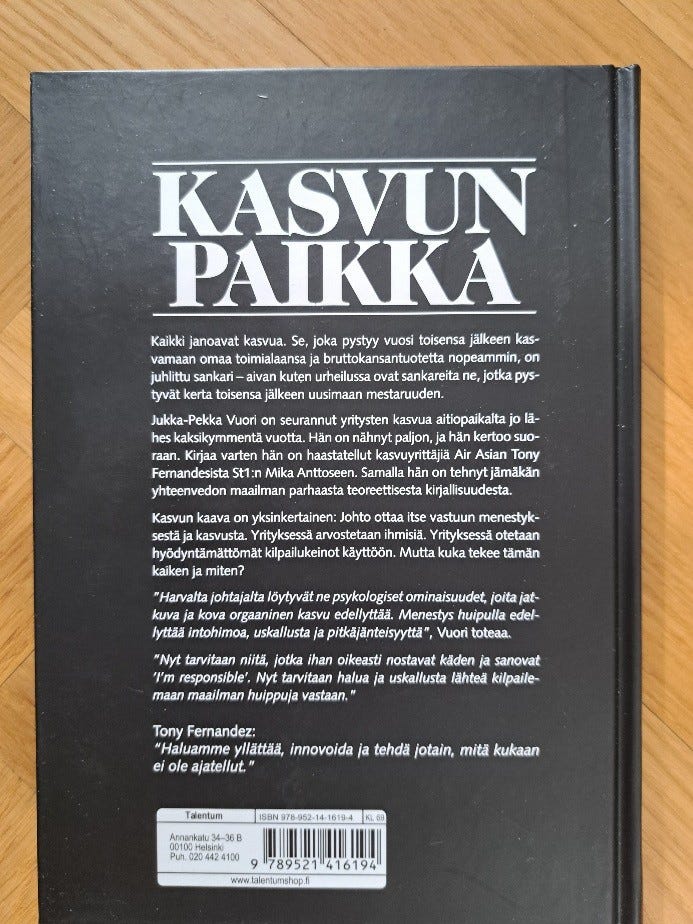 KASVUN
PAIKKA
Kaikki janoavat kasvua. Se, joka pystyy vuosi toisensa jälkeen kas-
vamaan omaa toimialaansa ja bruttokansantuotetta nopeammin, on
juhlittu sankari – aivan kuten urheilussa ovat sankareita ne, jotka pys-
tyvät kerta toisensa jälkeen uusimaan mestaruuden.
Jukka-Pekka Vuori on seurannut yritysten kasvua aitiopaikalta jo lä-
hes kaksikymmentä vuotta. Hän on nähnyt paljon, ja hän kertoo suo-
raan. Kirjaa varten hän on haastatellut kasvuyrittäjiä Air Asian Tony
Fernandesista St1:n Mika Anttoseen. Samalla hän on tehnyt jämäkän
yhteenvedon maailman parhaasta teoreettisesta kirjallisuudesta.
Kasvun kaava on yksinkertainen: Johto ottaa itse vastuun menestyk-
sestä ja kasvusta. Yrityksessä arvostetaan ihmisiä. Yrityksessä otetaan
hyödyntämättömät kilpailukeinot käyttöön. Mutta kuka tekee tämän
kaiken ja miten?
"Harvalta johtajalta löytyvät ne psykologiset ominaisuudet, joita jat-
kuva ja kova orgaaninen kasvu edellyttää. Menestys huipulla edel-
lyttää intohimoa, uskallusta ja pitkäjänteisyyttä", Vuori toteaa.
"Nyt tarvitaan niitä, jotka ihan oikeasti nostavat käden ja sanovat
'I'm responsible'. Nyt tarvitaan halua ja uskallusta lähteä kilpaile-
maan maailman huippuja vastaan."
Tony Fernandez:
"Haluamme yllättää, innovoida ja tehdä jotain, mitä kukaan
ei ole ajatellut."
Talentum ISBN 978-952-14-1619-4 KL 69
Annankatu 34–36 B
00100 Helsinki
Puh. 020 442 4100
9 789521 416194
www.talentumshop.fi